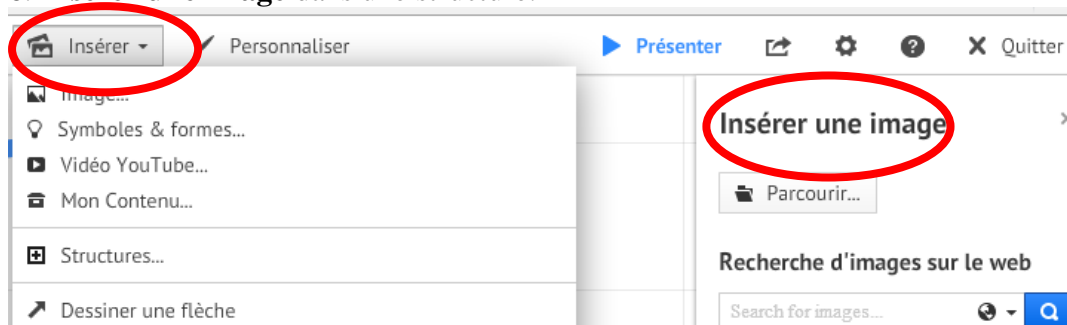 Insérer Personnaliser Présenter Quitter
Image...
Symboles & formes...
Vidéo YouTube...
Mon Contenu...
Structures...
Dessiner une flèche
Insérer une image
Parcourir...
Recherche d'images sur le web
Search for images...